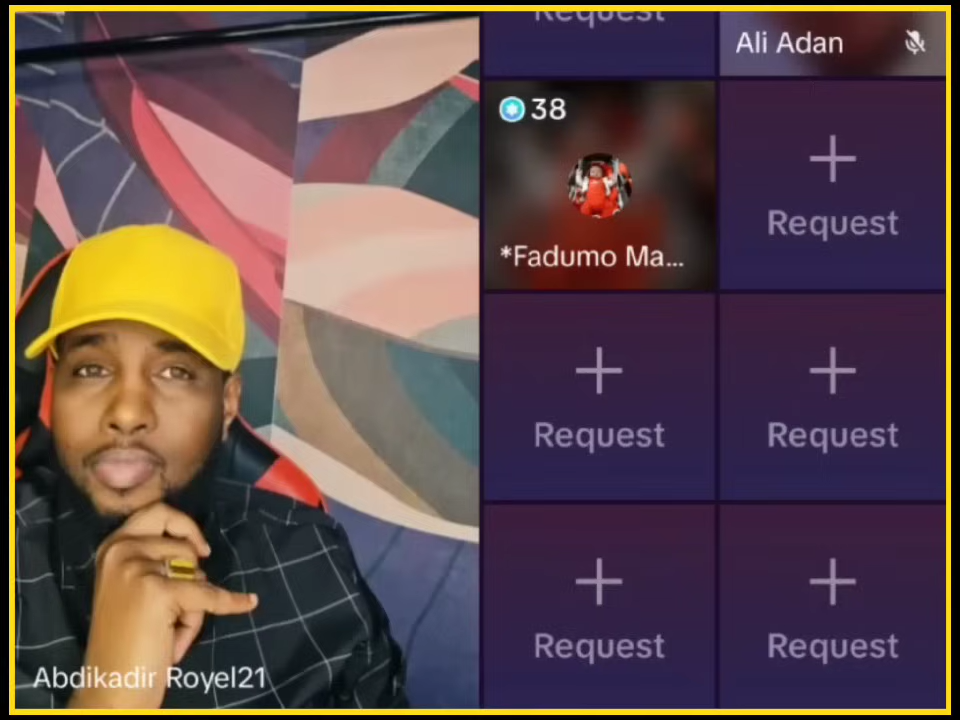 Request
Ali Adan
38
*Fadumo Ma...
Request
Request
Request
Request
Request
Abdikadir Royel21